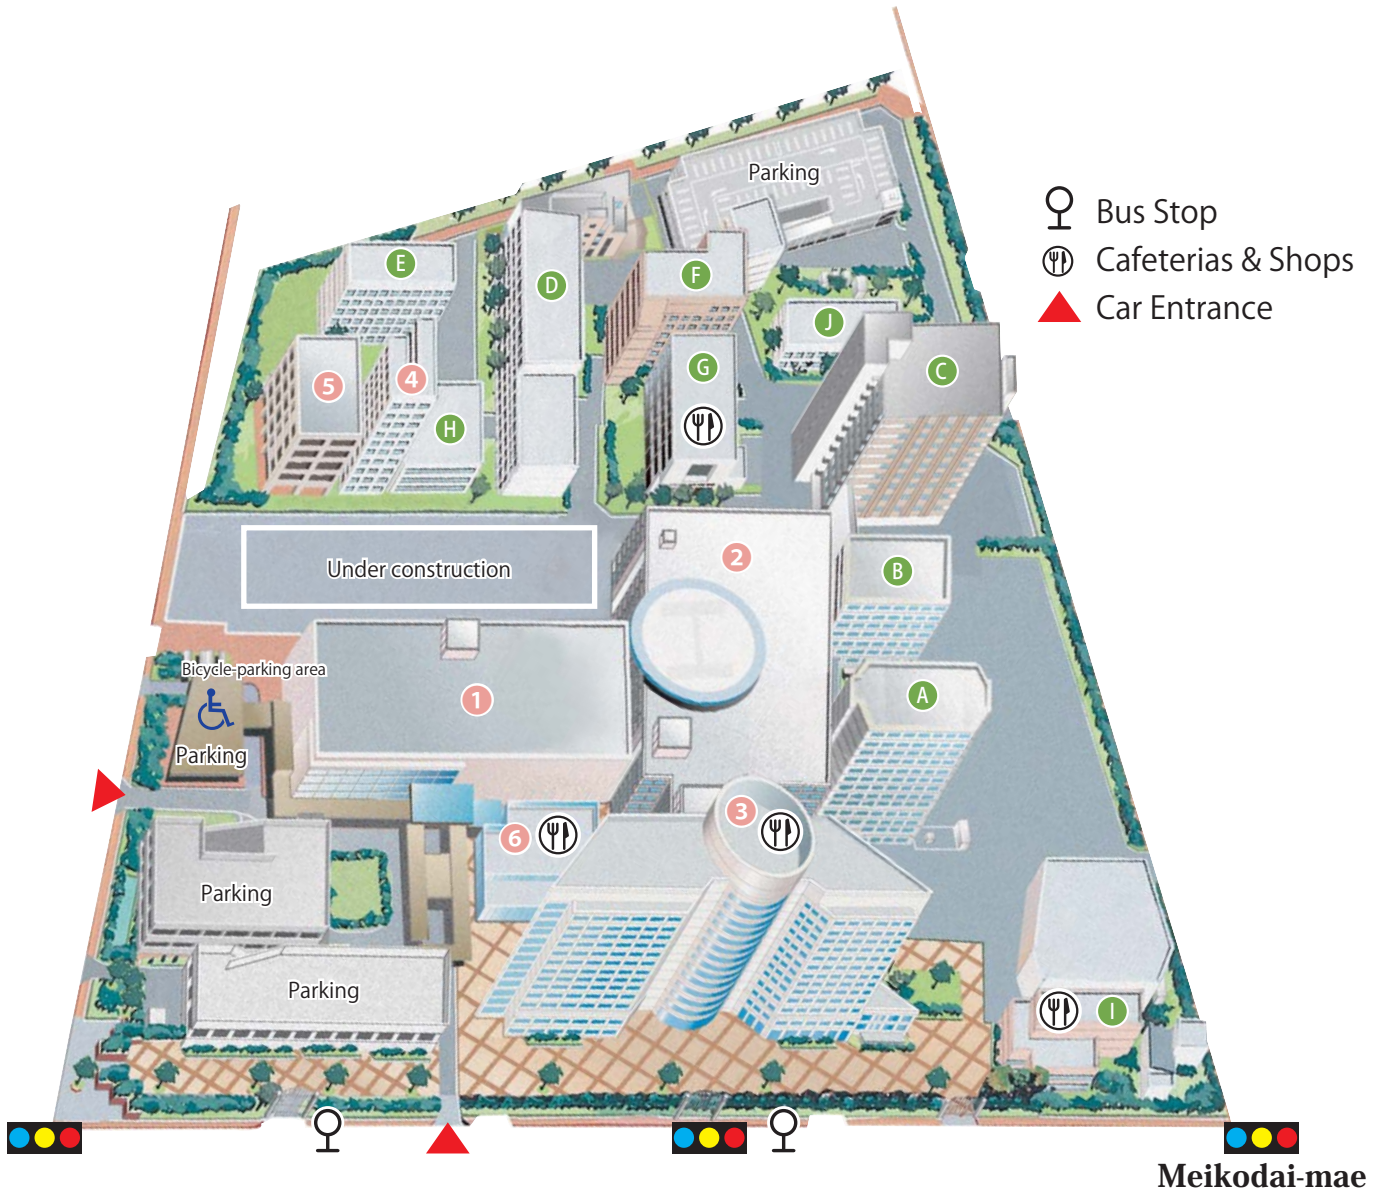 Parking
Bus Stop
Cafeterias & Shops
Car Entrance
E
D
F
J
G
C
5
4
H
Under construction
2
B
Bicycle-parking area
Parking
1
A
3
6
Parking
Parking
I
Meikodai-mae